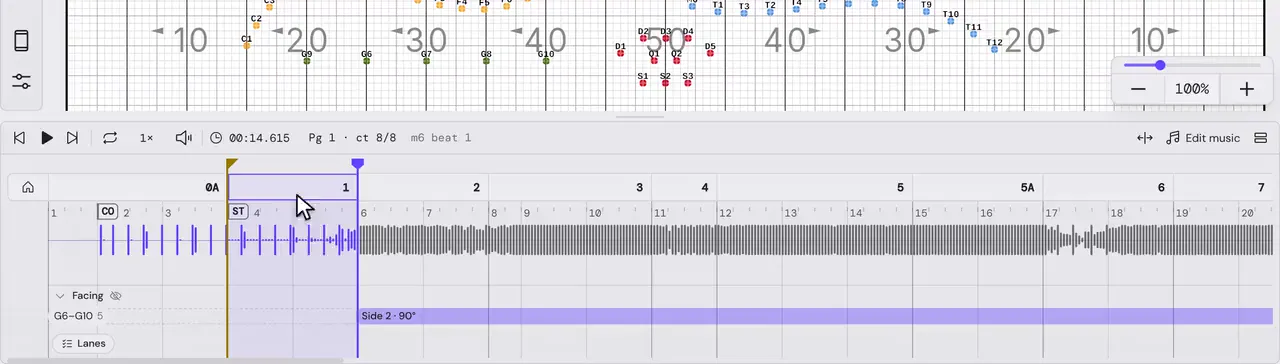 C3 F4 F5 F6
T1 T3 T2 T4 T9
C2 T10
C1 D2 D3 D4 T11
10 20 30 40 50 40 30 20 10
D1 D5 T12
G9 G6 G7 G8 G10 Q1 Q2
S1 S2 S3
100%
1× 00:14.615 Pg 1 · ct 8/8 m6 beat 1 Edit music
0A 1 2 3 4 5 5A 6 7
1 CO 2 3 ST 4 6 7 8 9 10 11 12 13 14 15 16 17 18 19 20
Facing
G6–G10 5 Side 2 · 90°
Lanes